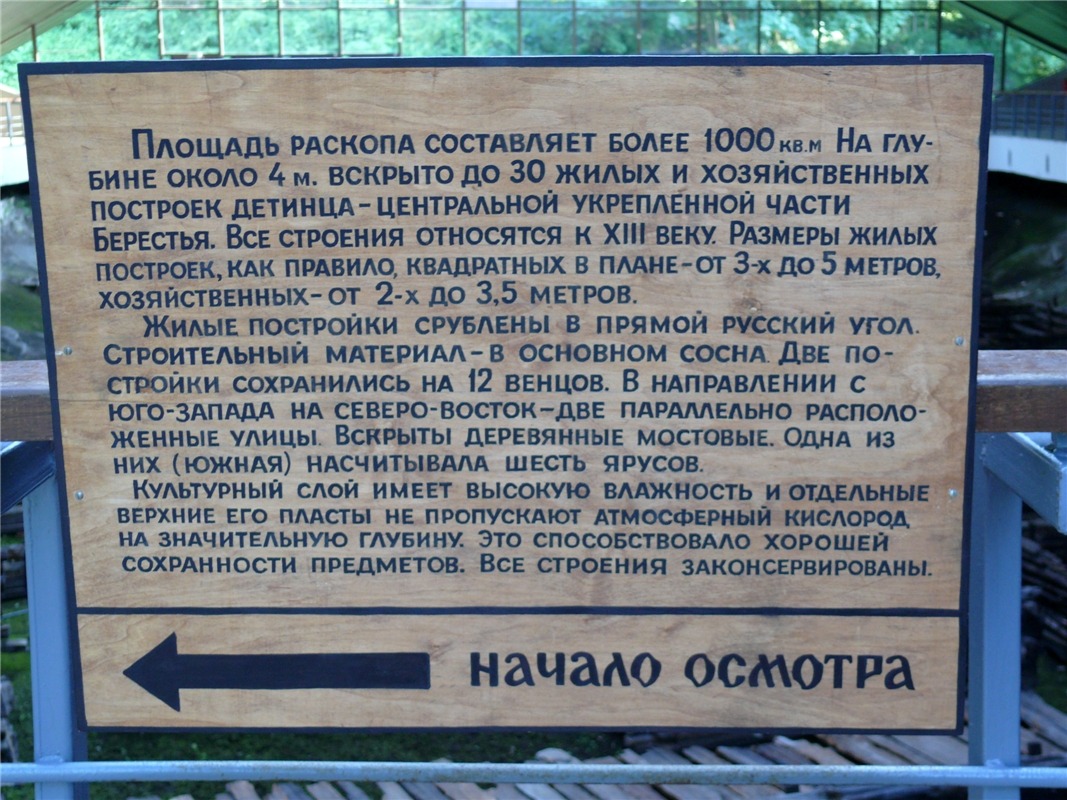 Площадь раскопа составляет более 1000 кв.м На глу-
бине около 4 м. вскрыто до 30 жилых и хозяйственных
построек детинца - центральной укрепленной части
Берестья. Все строения относятся к XIII веку. Размеры жилых
построек, как правило, квадратных в плане - от 3-х до 5 метров,
хозяйственных - от 2-х до 3,5 метров.
Жилые постройки срублены в прямой русский угол.
Строительный материал - в основном сосна. Две по-
стройки сохранились на 12 венцов. В направлении с
юго-запада на северо-восток - две параллельно располо-
женные улицы. Вскрыты деревянные мостовые. Одна из
них (южная) насчитывала шесть ярусов.
Культурный слой имеет высокую влажность и отдельные
верхние его пласты не пропускают атмосферный кислород
на значительную глубину. Это способствовало хорошей
сохранности предметов. Все строения законсервированы.
начало осмотра